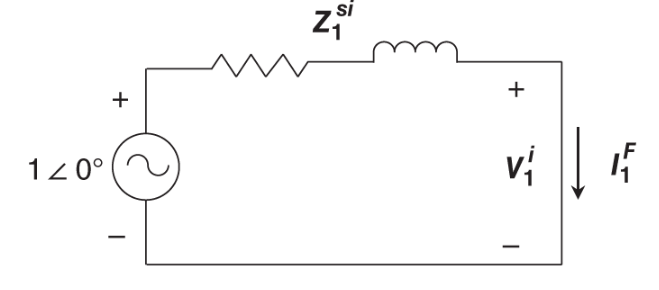 Z₁ˢⁱ
+
+
1∠0°
V₁ⁱ
I₁ᶠ
−
−